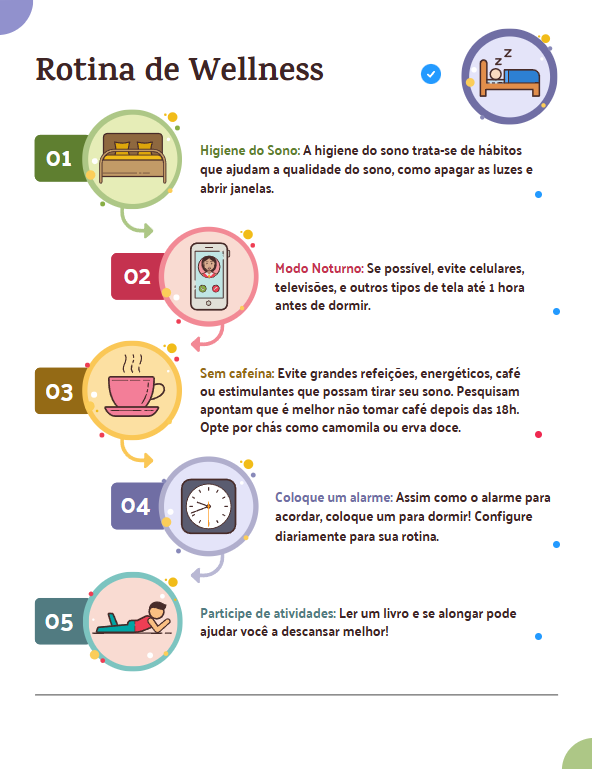 Rotina de Wellness
z z z
01
Higiene do Sono: A higiene do sono trata-se de hábitos
que ajudam a qualidade do sono, como apagar as luzes e
abrir janelas.
02
Modo Noturno: Se possível, evite celulares,
televisões, e outros tipos de tela até 1 hora
antes de dormir.
03
Sem cafeína: Evite grandes refeições, energéticos, café
ou estimulantes que possam tirar seu sono. Pesquisam
apontam que é melhor não tomar café depois das 18h.
Opte por chás como camomila ou erva doce.
04
Coloque um alarme: Assim como o alarme para
acordar, coloque um para dormir! Configure
diariamente para sua rotina.
05
Participe de atividades: Ler um livro e se alongar pode
ajudar você a descansar melhor!